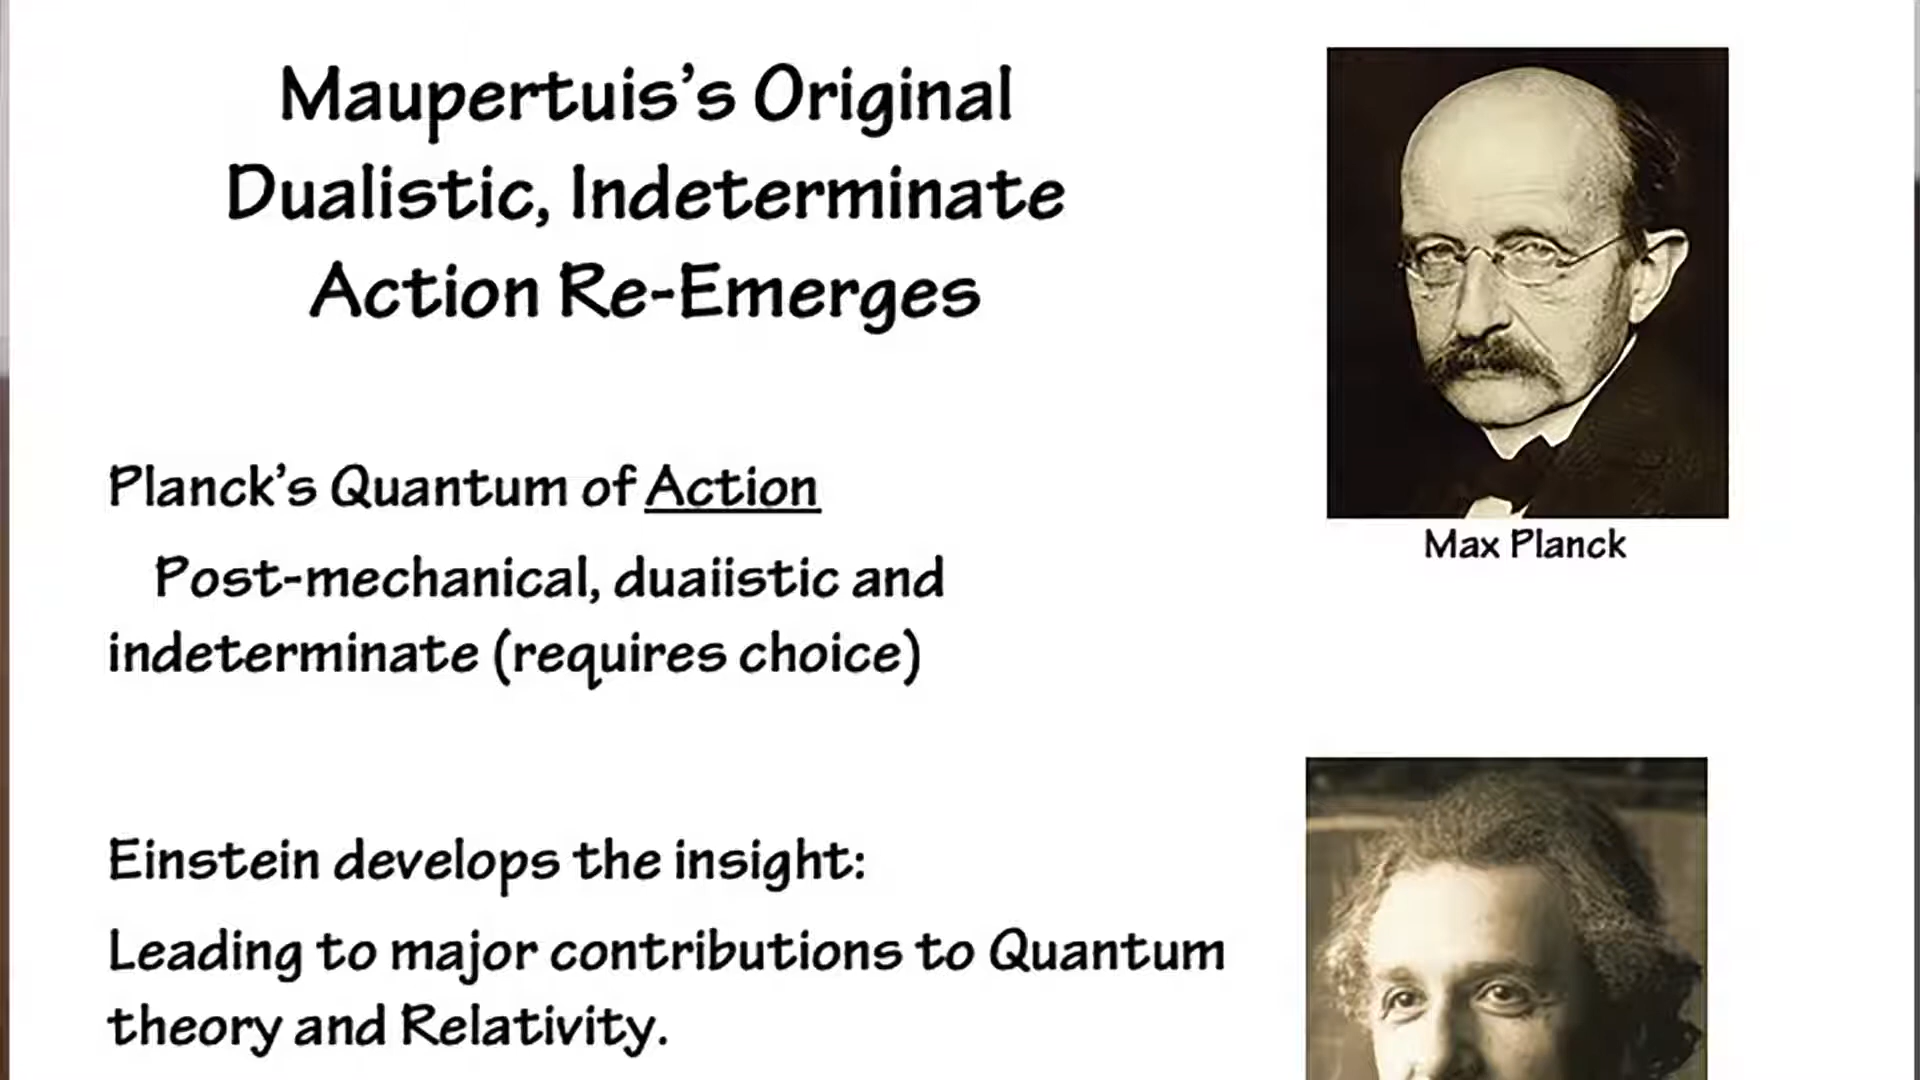 Maupertuis's Original
Dualistic, Indeterminate
Action Re-Emerges
Planck's Quantum of Action
Post-mechanical, duaiistic and
indeterminate (requires choice)
Max Planck
Einstein develops the insight:
Leading to major contributions to Quantum
theory and Relativity.